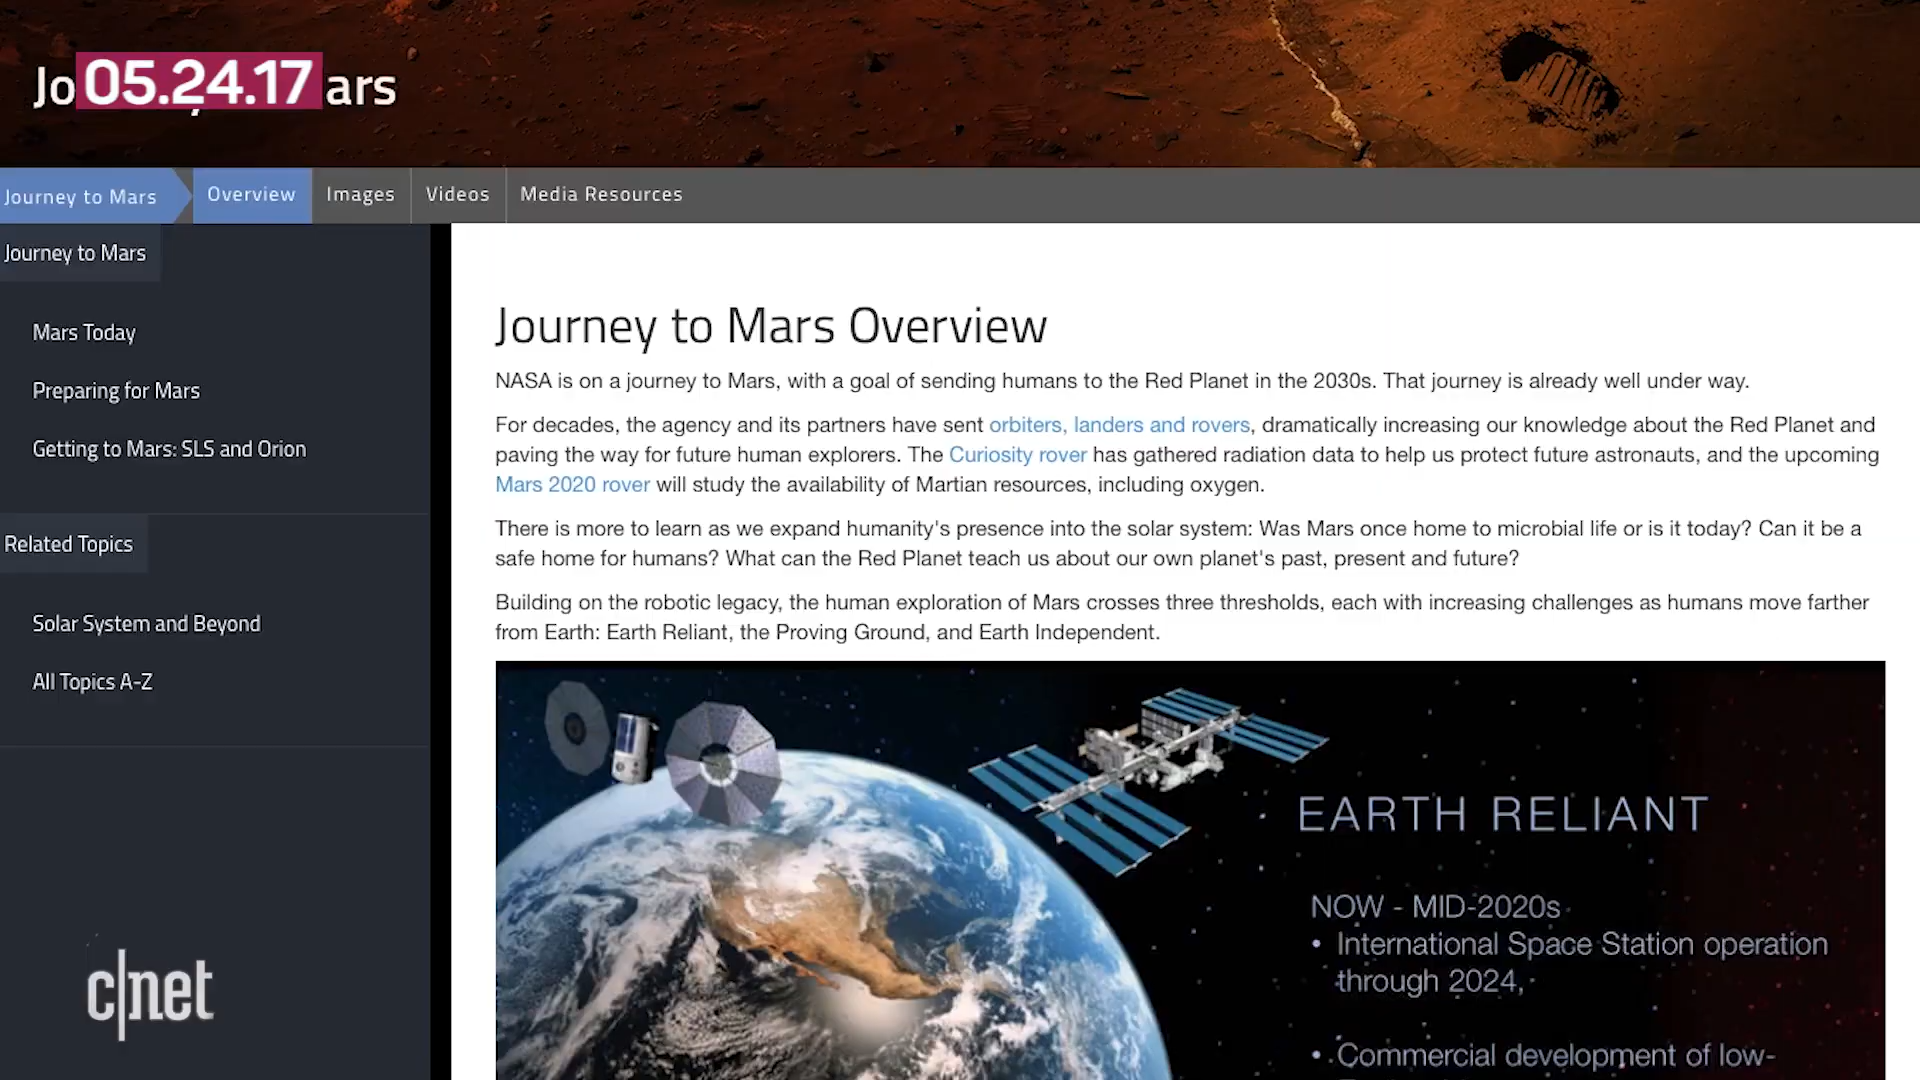 Jo 05.24.17 ars
Journey to Mars
Overview
Images
Videos
Media Resources
Journey to Mars
Mars Today
Preparing for Mars
Getting to Mars: SLS and Orion
Related Topics
Solar System and Beyond
All Topics A-Z
c|net
Journey to Mars Overview
NASA is on a journey to Mars, with a goal of sending humans to the Red Planet in the 2030s. That journey is already well under way.
For decades, the agency and its partners have sent orbiters, landers and rovers, dramatically increasing our knowledge about the Red Planet and
paving the way for future human explorers. The Curiosity rover has gathered radiation data to help us protect future astronauts, and the upcoming
Mars 2020 rover will study the availability of Martian resources, including oxygen.
There is more to learn as we expand humanity's presence into the solar system: Was Mars once home to microbial life or is it today? Can it be a
safe home for humans? What can the Red Planet teach us about our own planet's past, present and future?
Building on the robotic legacy, the human exploration of Mars crosses three thresholds, each with increasing challenges as humans move farther
from Earth: Earth Reliant, the Proving Ground, and Earth Independent.
EARTH RELIANT
NOW - MID-2020s
• International Space Station operation
through 2024,
• Commercial development of low-